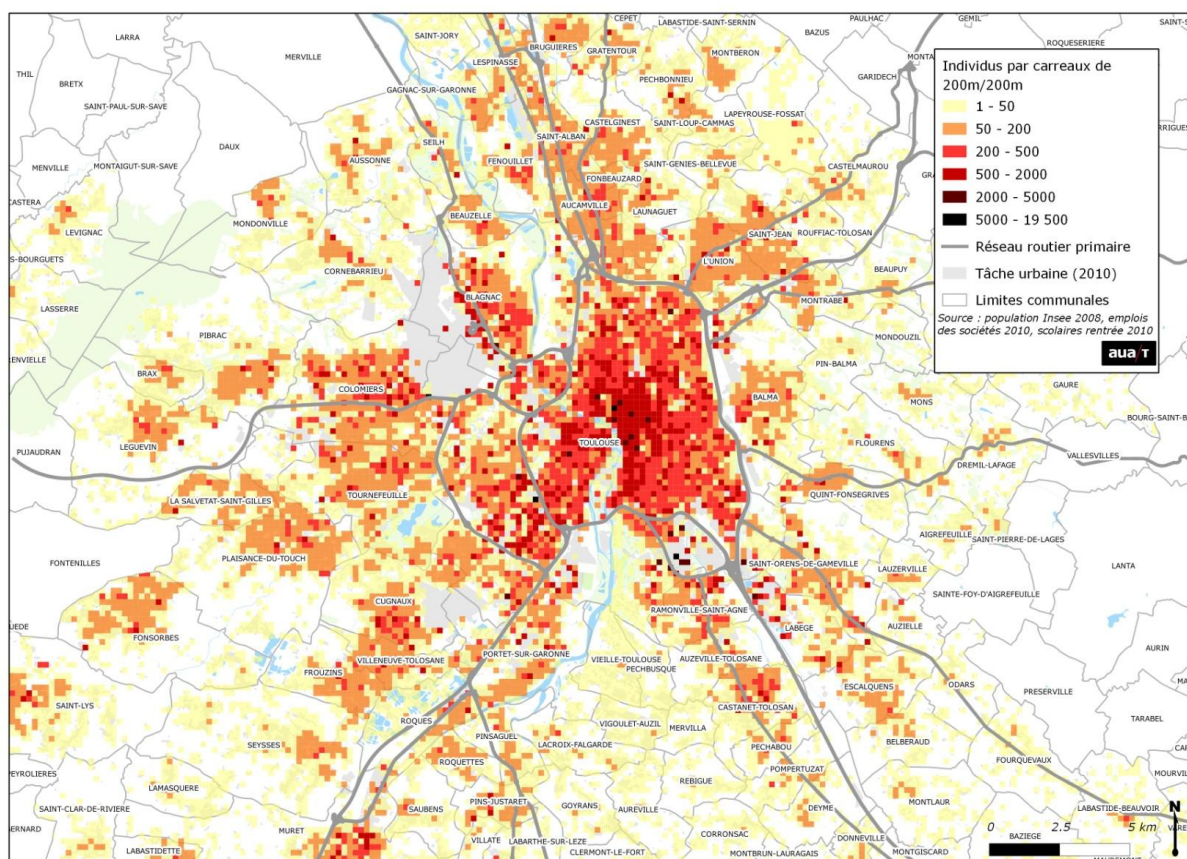 CEPET
LABASTIDE-SAINT-SERNIN
PAULHAC
GEMIL
LARRA
SAINT-JORY
BAZUS
BRUGUIERES
GRATENTOUR
MONTBERON
ROQUESERIERE
MERVILLE
LESPINASSE
THIL
BRETX
PECHBONNIEU
GARIDECH
GAGNAC-SUR-GARONNE
SAINT-PAUL-SUR-SAVE
LAPEYROUSE-FOSSAT
CASTELGINEST
SAINT-LOUP-CAMMAS
SAINT-ALBAN
DAUX
SEILH
MENVILLE
MONTAIGUT-SUR-SAVE
AUSSONNE
FENOUILLET
SAINT-GENIES-BELLEVUE
CASTELMAUROU
FONBEAUZARD
AUCAMVILLE
LAUNAGUET
BEAUZELLE
MONDONVILLE
LEVIGNAC
SAINT-JEAN
ROUFFIAC-TOLOSAN
L'UNION
CORNEBARRIEU
BEAUPUY
BLAGNAC
MONTRABE
LASSERRE
PIBRAC
MONDOUZIL
PIN-BALMA
BRAX
GAURE
COLOMIERS
BALMA
MONS
LEGUEVIN
TOULOUSE
FLOURENS
PUJAUDRAN
VALLESVILLES
DREMIL-LAFAGE
TOURNEFEUILLE
LA SALVETAT-SAINT-GILLES
QUINT-FONSEGRIVES
AIGREFEUILLE
SAINT-PIERRE-DE-LAGES
PLAISANCE-DU-TOUCH
FONTENILLES
SAINT-ORENS-DE-GAMEVILLE
LANTA
LAUZERVILLE
SAINTE-FOY-D'AIGREFEUILLE
CUGNAUX
RAMONVILLE-SAINT-AGNE
AUZIELLE
LABEGE
FONSORBES
AURIN
PORTET-SUR-GARONNE
VILLENEUVE-TOLOSANE
VIEILLE-TOULOUSE
AUZEVILLE-TOLOSANE
PECHBUSQUE
FROUZINS
ODARS
ESCALQUENS
PRESERVILLE
SAINT-LYS
CASTANET-TOLOSAN
ROQUES
TARABEL
VIGOULET-AUZIL
MERVILLA
PINSAGUEL
BELBERAUD
SEYSSES
LACROIX-FALGARDE
PECHABOU
ROQUETTES
FOURQUEVAUX
POMPERTUZAT
REBIGUE
LAMASQUERE
MONTLAUR
SAINT-CLAR-DE-RIVIERE
SAUBENS
PINS-JUSTARET
GOYRANS
AUREVILLE
DEYME
LABASTIDE-BEAUVOIR
MURET
CORRONSAC
DONNEVILLE
BAZIEGE
VILLATE
LABARTHE-SUR-LEZE
LABASTIDETTE
CLERMONT-LE-FORT
MONTBRUN-LAURAGAIS
MONTGISCARD
Individus par carreaux de
200m/200m
1 - 50
50 - 200
200 - 500
500 - 2000
2000 - 5000
5000 - 19 500
Réseau routier primaire
Tâche urbaine (2010)
Limites communales
Source : population Insee 2008, emplois
des sociétés 2010, scolaires rentrée 2010
aua/T
N
0 2.5 5 km